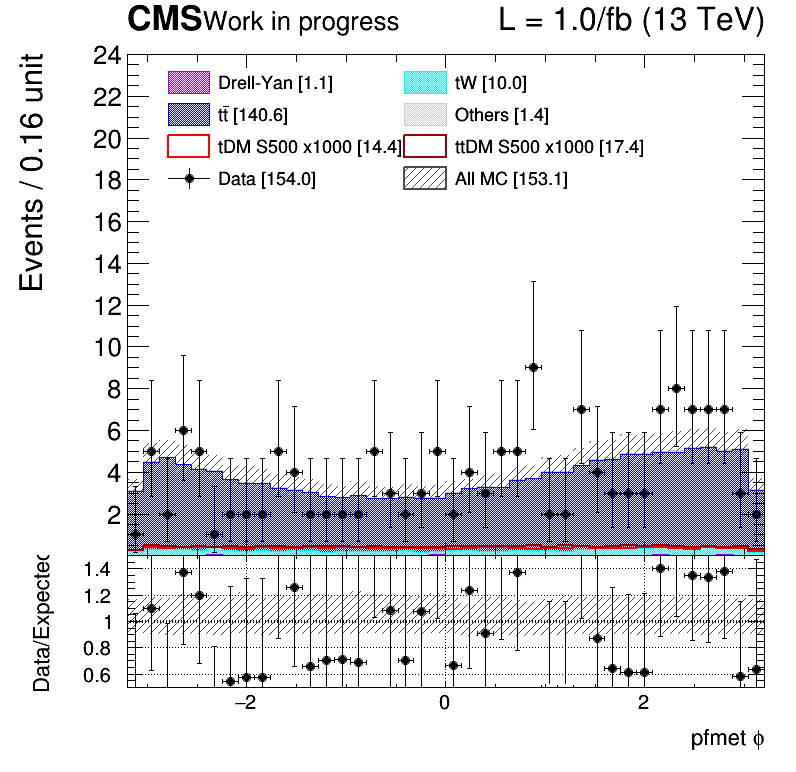 CMS Work in progress L = 1.0/fb (13 TeV)
Events / 0.16 unit
24
22
20
18
16
14
12
10
8
6
4
2
Drell-Yan [1.1]
tW [10.0]
tt̄ [140.6]
Others [1.4]
tDM S500 x1000 [14.4]
ttDM S500 x1000 [17.4]
Data [154.0]
All MC [153.1]
Data/Expected
1.4
1.2
1
0.8
0.6
−2 0 2
pfmet ϕ